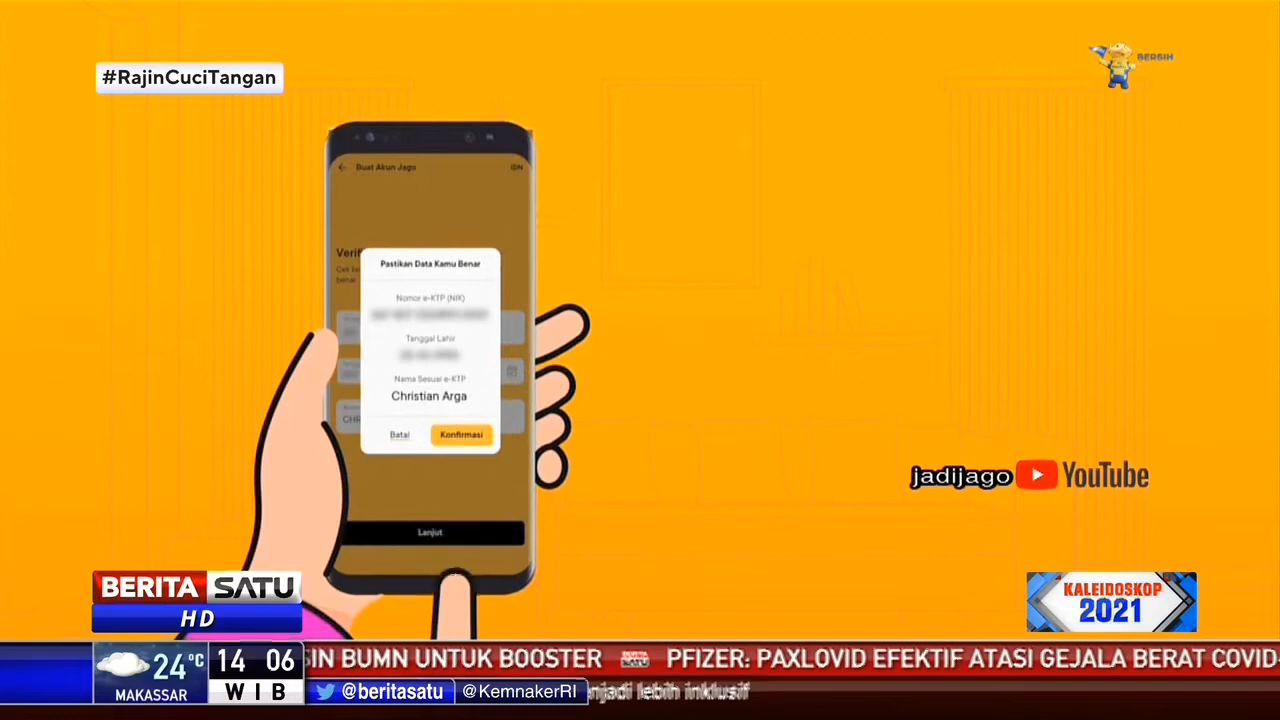 #RajinCuciTangan
BERSIH
Buat Akun Jago
IDN
Pastikan Data Kamu Benar
Nomor e-KTP (NIK)
Tanggal Lahir
Nama Sesuai e-KTP
Christian Arga
Batal
Konfirmasi
Lanjut
jadijago YouTube
BERITA SATU
HD
KALEIDOSKOP
2021
24°C
MAKASSAR
14 06
WIB
BUMN UNTUK BOOSTER
BERITA SATU
PFIZER: PAXLOVID EFEKTIF ATASI GEJALA BERAT COVID-
@beritasatu
@KemnakerRI
lebih inklusif